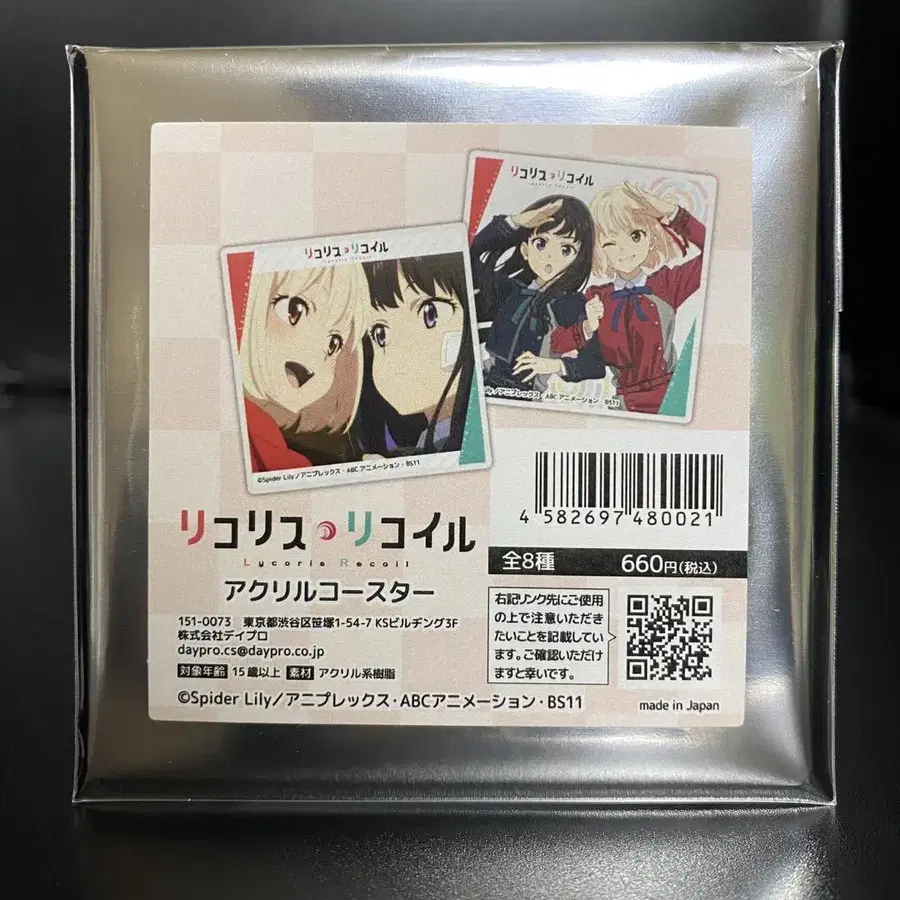 リコリス・リコイル
Lycoris Recoil
リコリス・リコイル
Lycoris Recoil
©Spider Lily/アニプレックス・ABCアニメーション・BS11
Lily/アニプレックス・ABCアニメーション・BS11
4 582697 480021
リコリス・リコイル
Lycoris Recoil
アクリルコースター
全8種 660円(税込)
151-0073 東京都渋谷区笹塚1-54-7 KSビルヂング3F
株式会社デイプロ
daypro.cs@daypro.co.jp
対象年齢 15歳以上 素材 アクリル系樹脂
右記リンク先にご使用
の上で注意いただき
たいことを記載してい
ます。ご確認いただけ
ますと幸いです。
©Spider Lily/アニプレックス・ABCアニメーション・BS11
made in Japan